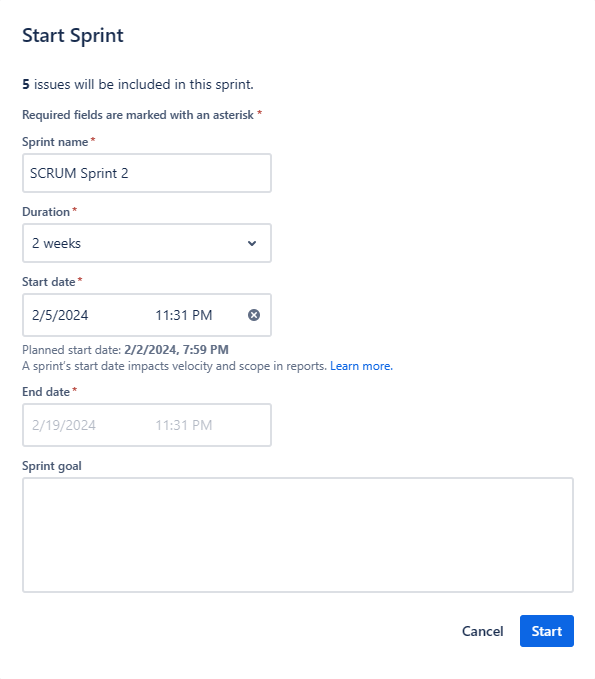 Start Sprint
5 issues will be included in this sprint.
Required fields are marked with an asterisk *
Sprint name*
SCRUM Sprint 2
Duration*
2 weeks
Start date*
2/5/2024 11:31 PM
Planned start date: 2/2/2024, 7:59 PM
A sprint's start date impacts velocity and scope in reports. Learn more.
End date*
2/19/2024 11:31 PM
Sprint goal
Cancel Start